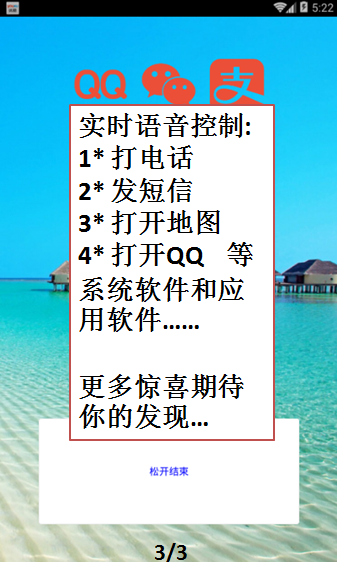 5:22
QQ
支
实时语音控制:
1* 打电话
2* 发短信
3* 打开地图
4* 打开QQ 等
系统软件和应
用软件......
更多惊喜期待
你的发现...
松开结束
3/3